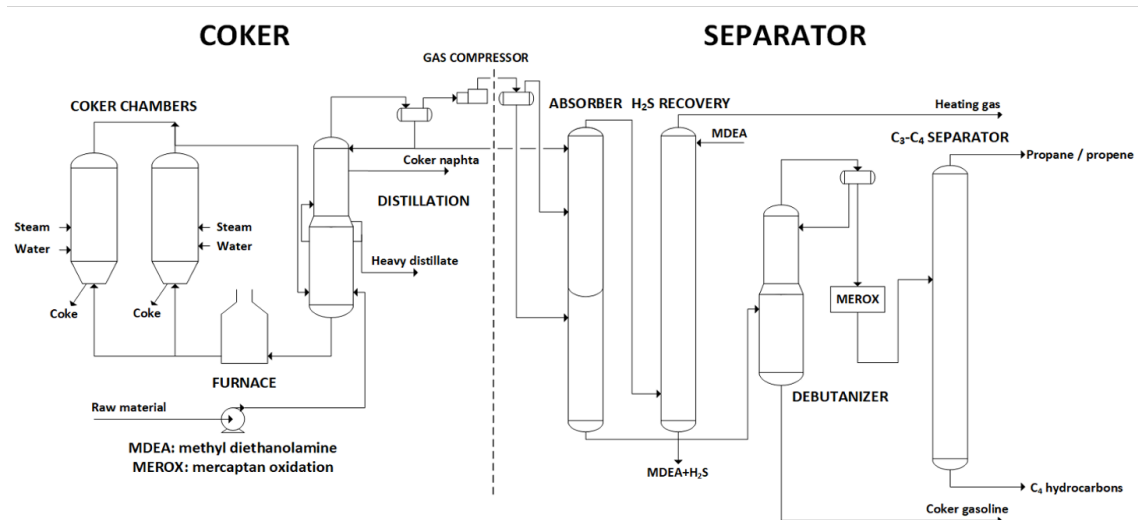 COKER
SEPARATOR
GAS COMPRESSOR
COKER CHAMBERS
ABSORBER
H₂S RECOVERY
Heating gas
MDEA
C₃-C₄ SEPARATOR
Propane / propene
Coker naphta
DISTILLATION
Steam
Water
Steam
Water
Heavy distillate
Coke
Coke
MEROX
FURNACE
DEBUTANIZER
Raw material
MDEA: methyl diethanolamine
MEROX: mercaptan oxidation
MDEA+H₂S
C₄ hydrocarbons
Coker gasoline